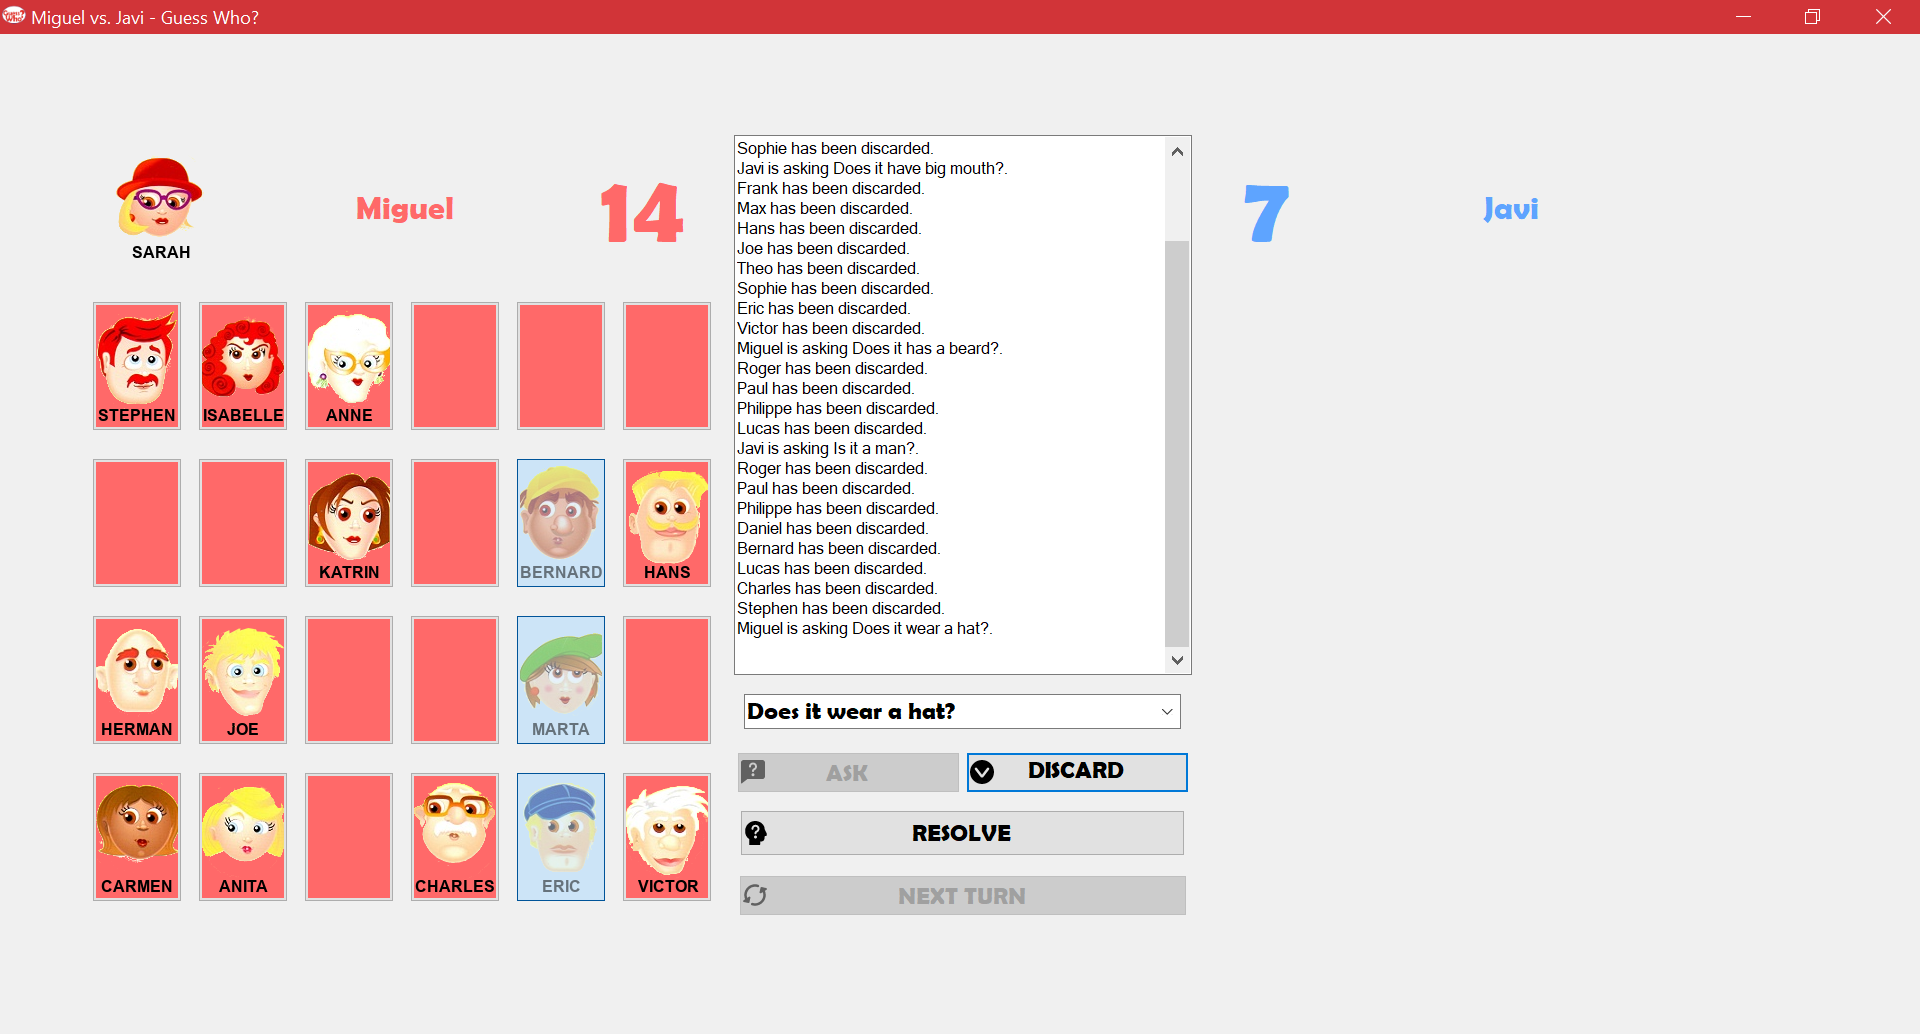 Miguel vs. Javi - Guess Who?
SARAH
Miguel
14
7
Javi
STEPHEN
ISABELLE
ANNE
KATRIN
BERNARD
HANS
HERMAN
JOE
MARTA
CARMEN
ANITA
CHARLES
ERIC
VICTOR
Sophie has been discarded.
Javi is asking Does it have big mouth?.
Frank has been discarded.
Max has been discarded.
Hans has been discarded.
Joe has been discarded.
Theo has been discarded.
Sophie has been discarded.
Eric has been discarded.
Victor has been discarded.
Miguel is asking Does it has a beard?.
Roger has been discarded.
Paul has been discarded.
Philippe has been discarded.
Lucas has been discarded.
Javi is asking Is it a man?.
Roger has been discarded.
Paul has been discarded.
Philippe has been discarded.
Daniel has been discarded.
Bernard has been discarded.
Lucas has been discarded.
Charles has been discarded.
Stephen has been discarded.
Miguel is asking Does it wear a hat?.
Does it wear a hat?
ASK
DISCARD
RESOLVE
NEXT TURN